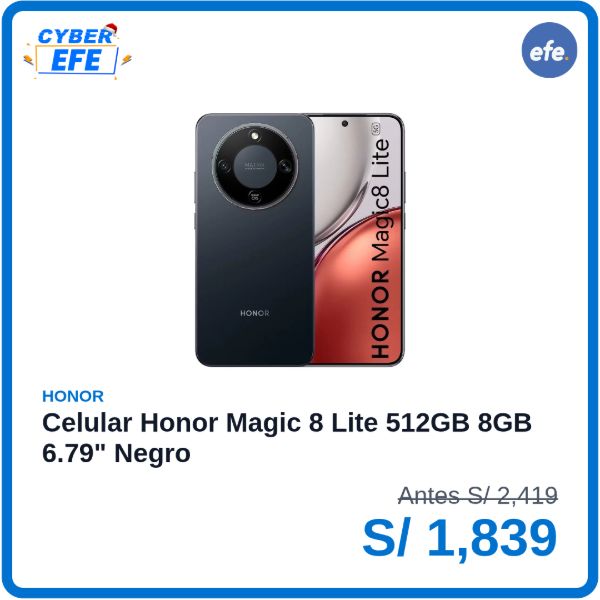 CYBER
EFE
efe.
HONOR Magic8 Lite
5G
HONOR
HONOR
Celular Honor Magic 8 Lite 512GB 8GB
6.79" Negro
Antes S/ 2,419
S/ 1,839